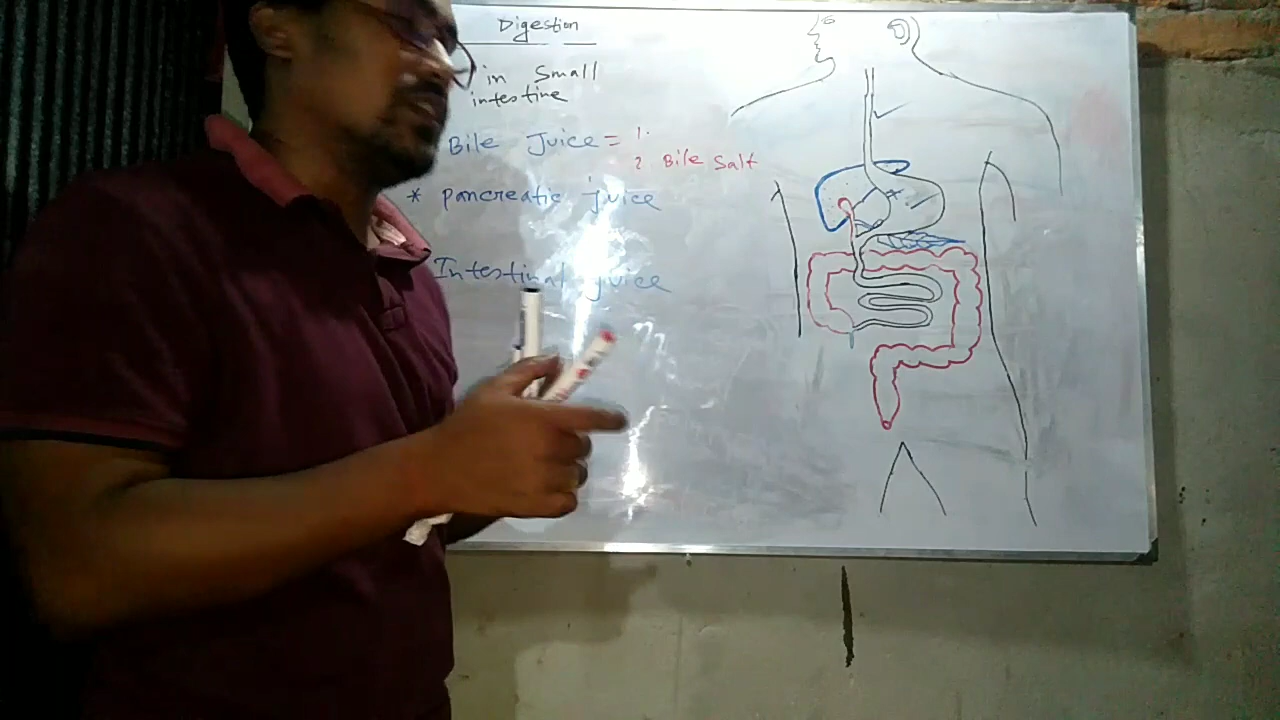 Digestion
in Small
intestine
Bile Juice = 1.
2. Bile Salt
* pancreatic juice
Intestinal juice